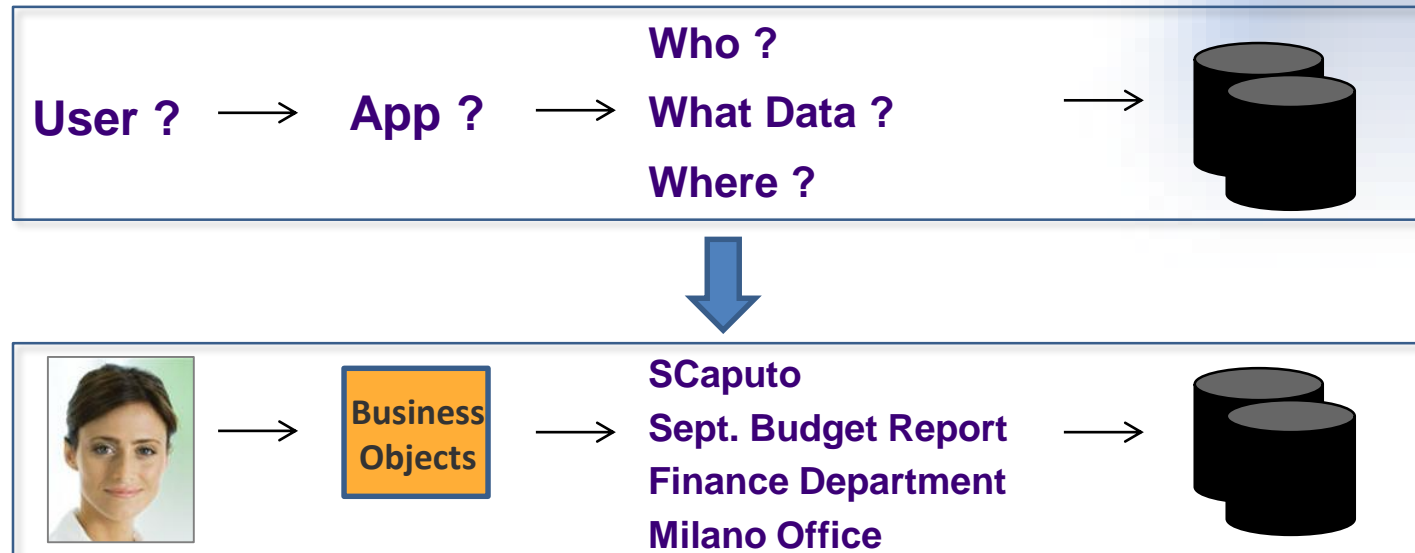 User ?
App ?
Who ?
What Data ?
Where ?
Business
Objects
SCaputo
Sept. Budget Report
Finance Department
Milano Office